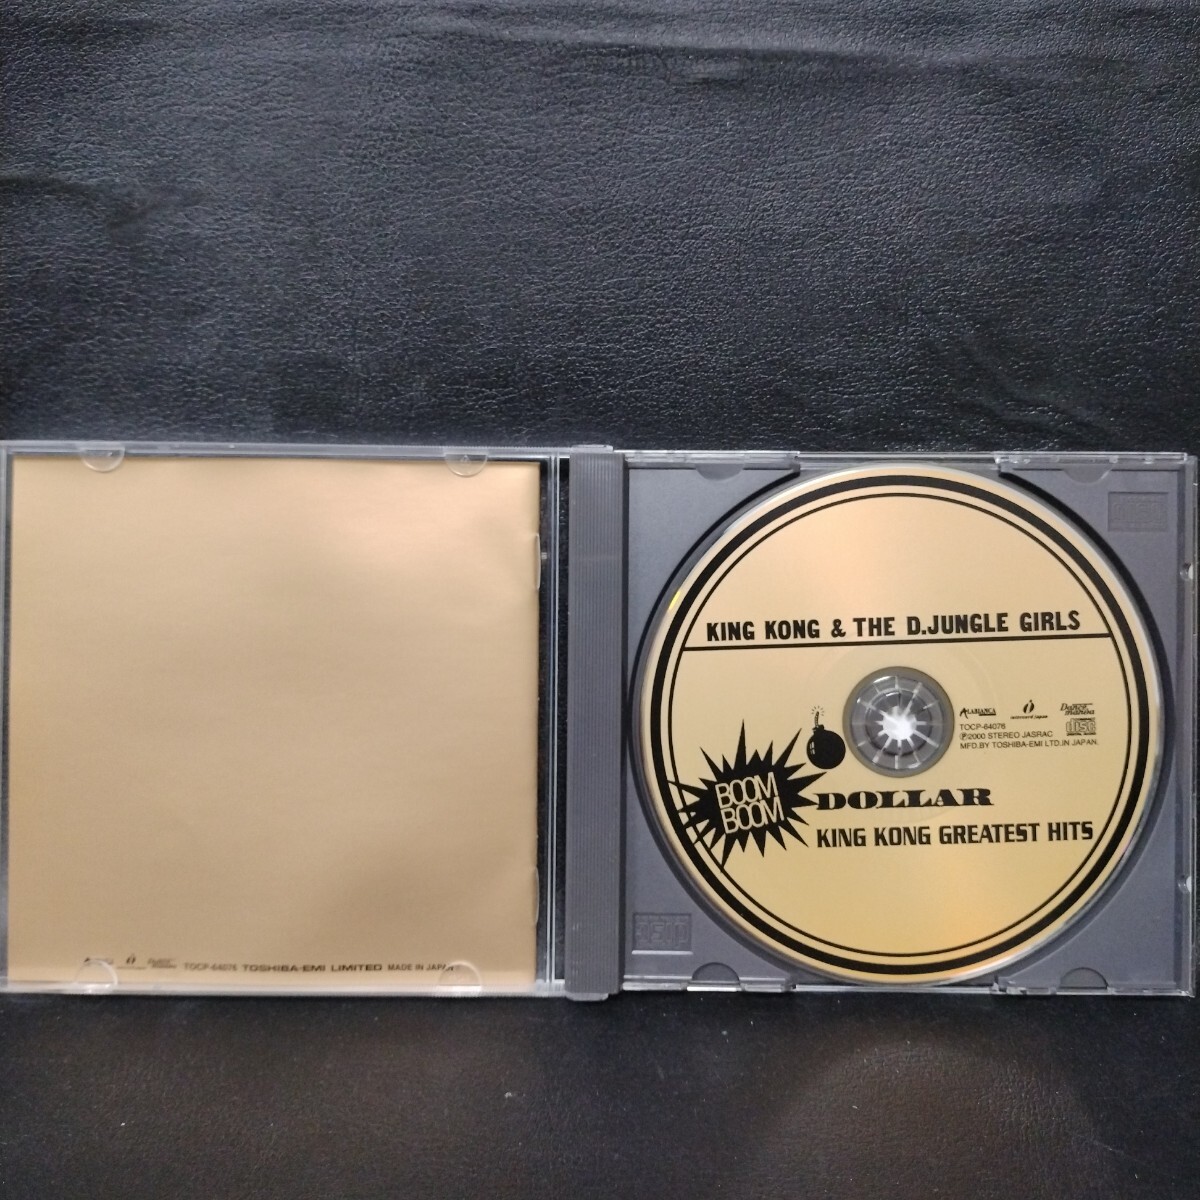 KING KONG & THE D.JUNGLE GIRLS
TOCP-64076
Ⓟ2000 STEREO JASRAC
MFD.BY TOSHIBA-EMI LTD.IN JAPAN.
BOOM
BOOM
DOLLAR
KING KONG GREATEST HITS
TOCP-64076 TOSHIBA-EMI LIMITED MADE IN JAPAN